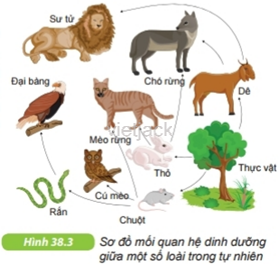 Sư tử
Đại bàng
Chó rừng
Dê
Mèo rừng
vietjack
Thỏ
Thực vật
Cú mèo
Rắn
Chuột
Hình 38.3 Sơ đồ mối quan hệ dinh dưỡng
giữa một số loài trong tự nhiên